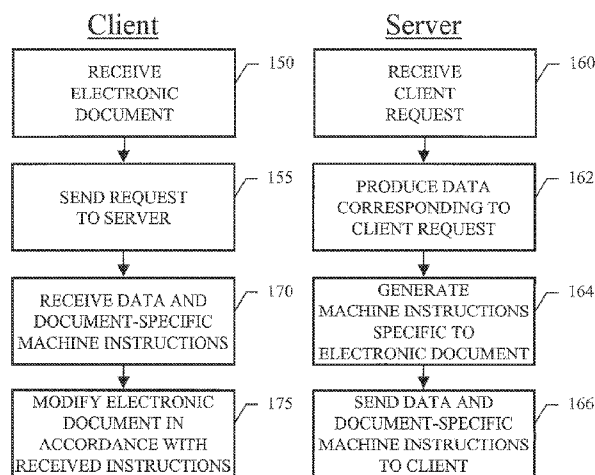 Client
RECEIVE
ELECTRONIC
DOCUMENT
150
SEND REQUEST
TO SERVER
155
RECEIVE DATA AND
DOCUMENT-SPECIFIC
MACHINE INSTRUCTIONS
170
MODIFY ELECTRONIC
DOCUMENT IN
ACCORDANCE WITH
RECEIVED INSTRUCTIONS
175
Server
RECEIVE
CLIENT
REQUEST
160
PRODUCE DATA
CORRESPONDING TO
CLIENT REQUEST
162
GENERATE
MACHINE INSTRUCTIONS
SPECIFIC TO
ELECTRONIC DOCUMENT
164
SEND DATA AND
DOCUMENT-SPECIFIC
MACHINE INSTRUCTIONS
TO CLIENT
166